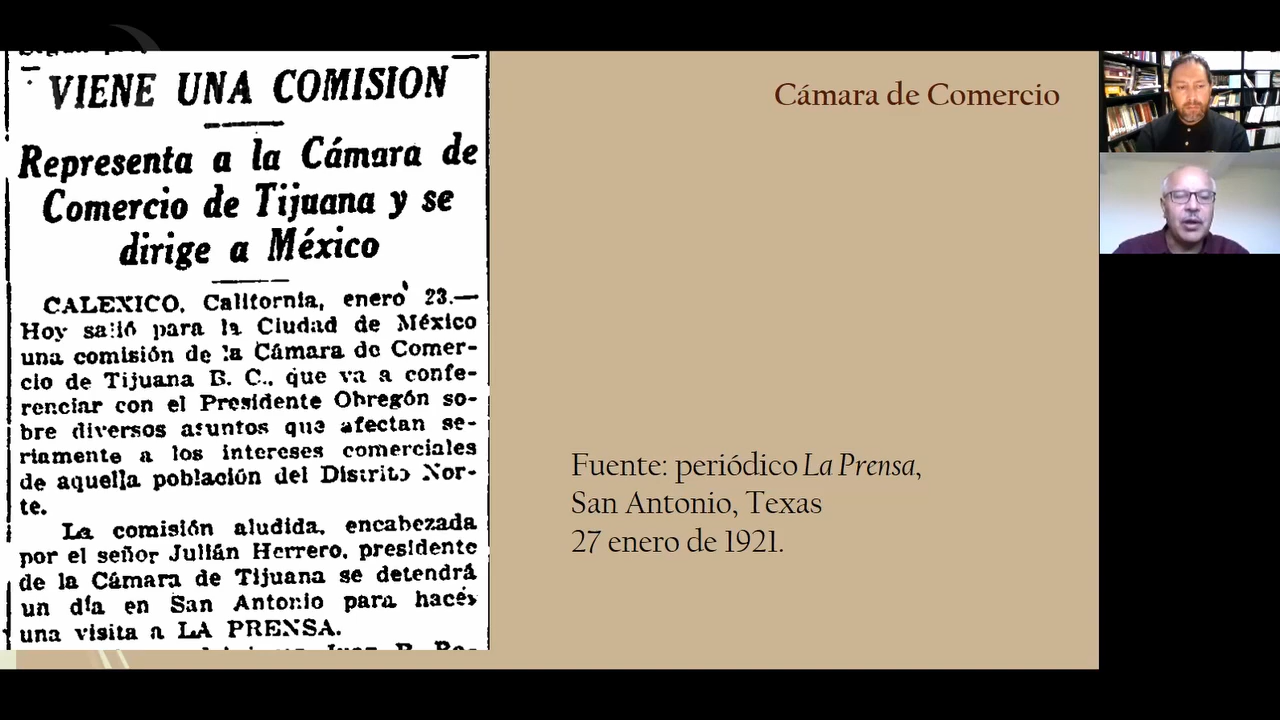 VIENE UNA COMISION
Representa a la Cámara de
Comercio de Tijuana y se
dirige a México
CALEXICO, California, enero 23.—
Hoy salió para la Ciudad de México
una comisión de la Cámara de Comer-
cio de Tijuana B. C., que va a confe-
renciar con el Presidente Obregón so-
bre diversos asuntos que afectan se-
riamente a los intereses comerciales
de aquella población del Distrito Nor-
te.
La comisión aludida, encabezada
por el señor Julián Herrero, presidente
de la Cámara de Tijuana se detendrá
un día en San Antonio para hacer
una visita a LA PRENSA.
Cámara de Comercio
Fuente: periódico La Prensa,
San Antonio, Texas
27 enero de 1921.